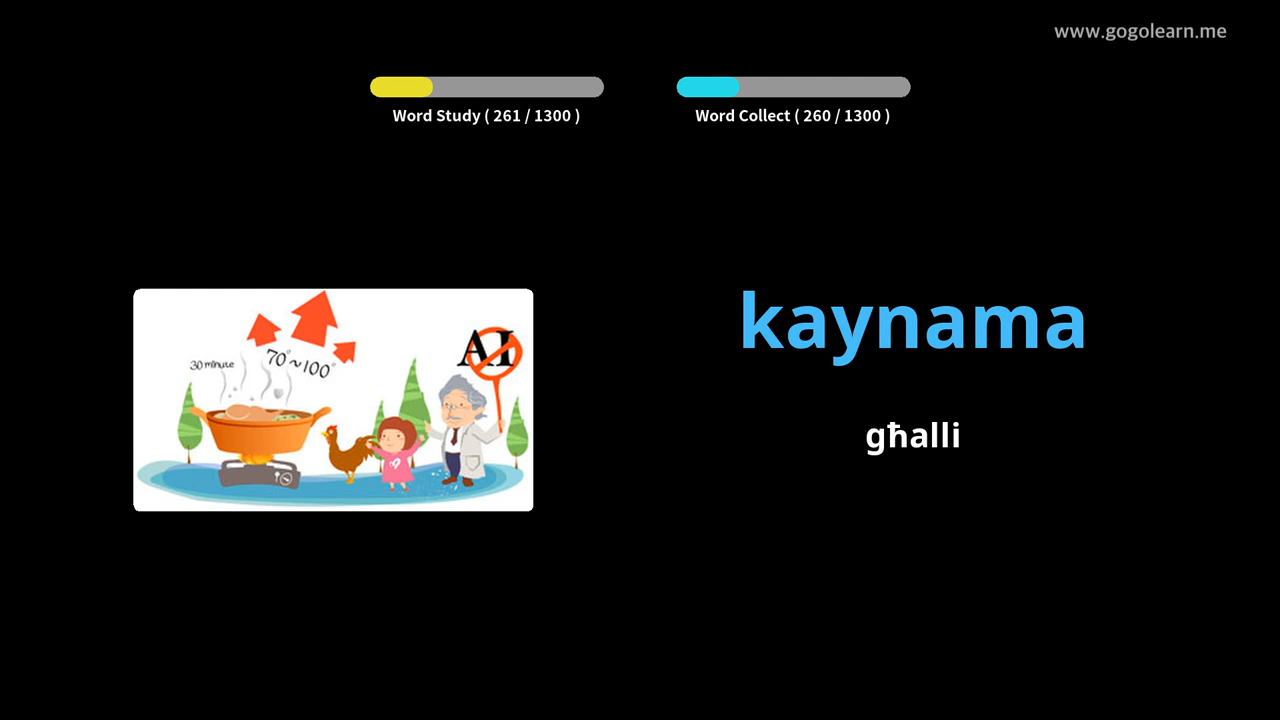 www.gogolearn.me
Word Study ( 261 / 1300 )
Word Collect ( 260 / 1300 )
30 minute
70°~100°
AI
kaynama
għalli